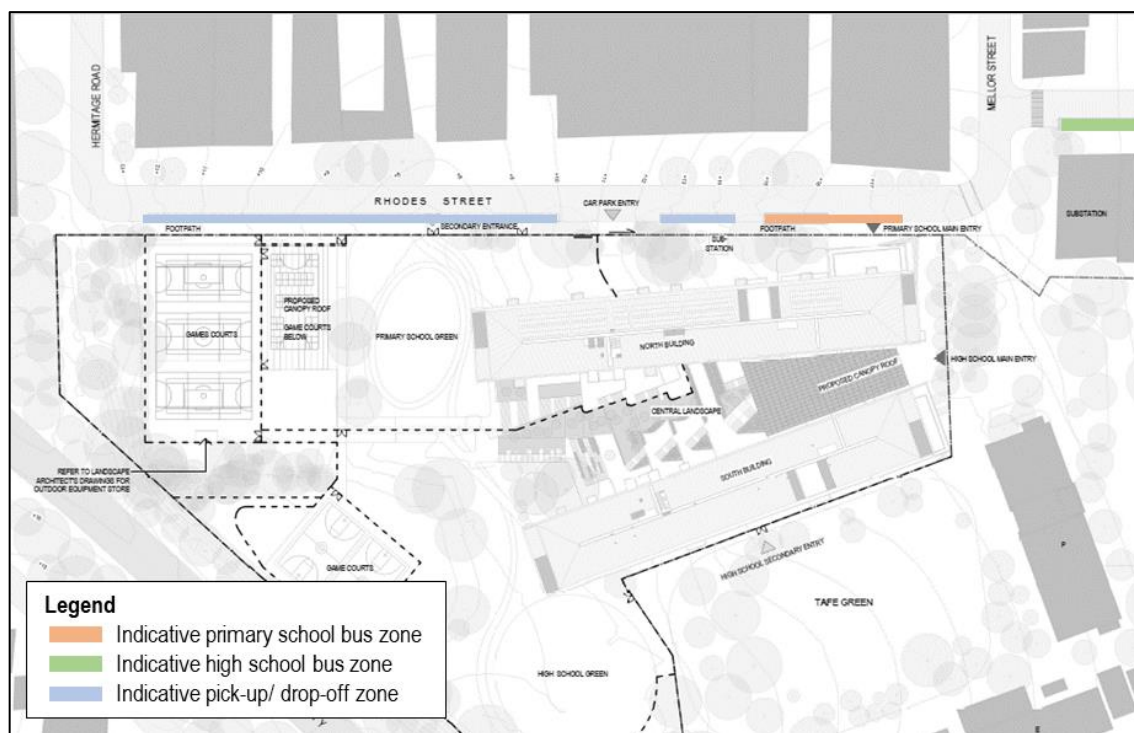 HERMITAGE ROAD
MELLOR STREET
RHODES STREET
CAR PARK ENTRY
SUBSTATION
FOOTPATH
SECONDARY ENTRANCE
SUB-
STATION
FOOTPATH
PRIMARY SCHOOL MAIN ENTRY
GAMES COURTS
PROPOSED
CANOPY ROOF
GAME COURTS
BELOW
PRIMARY SCHOOL GREEN
NORTH BUILDING
HIGH SCHOOL MAIN ENTRY
PROPOSED CANOPY ROOF
CENTRAL LANDSCAPE
SOUTH BUILDING
REFER TO LANDSCAPE
ARCHITECT'S DRAWINGS FOR
OUTDOOR EQUIPMENT STORE
HIGH SCHOOL SECONDARY ENTRY
P
GAME COURTS
TAFE GREEN
HIGH SCHOOL GREEN
E
Legend
Indicative primary school bus zone
Indicative high school bus zone
Indicative pick-up/ drop-off zone